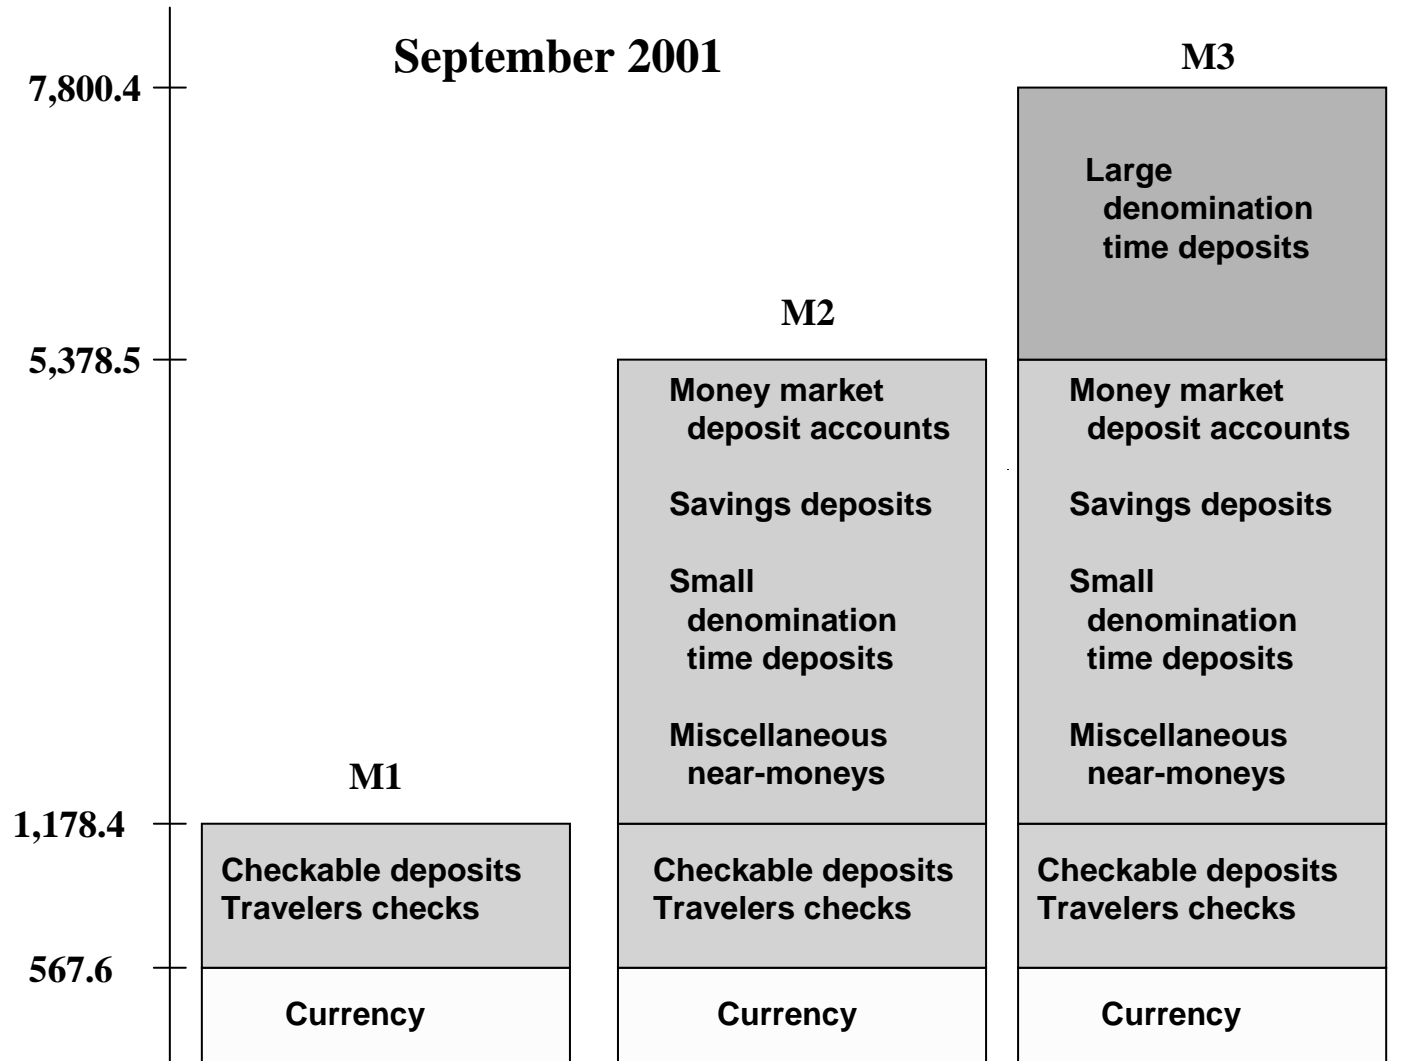 September 2001
M3
7,800.4
Large
denomination
time deposits
M2
5,378.5
Money market
deposit accounts
Savings deposits
Small
denomination
time deposits
Miscellaneous
near-moneys
Money market
deposit accounts
Savings deposits
Small
denomination
time deposits
Miscellaneous
near-moneys
M1
1,178.4
Checkable deposits
Travelers checks
Checkable deposits
Travelers checks
Checkable deposits
Travelers checks
567.6
Currency
Currency
Currency